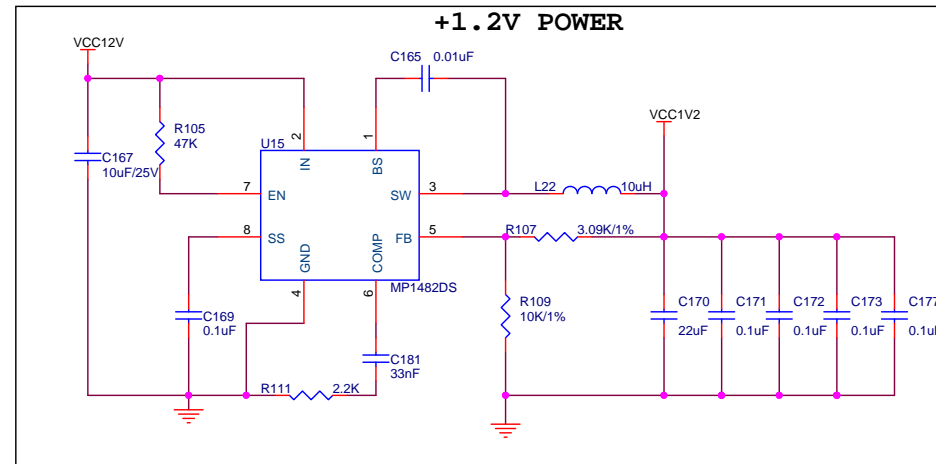 +1.2V POWER
VCC12V
C165 0.01uF
VCC1V2
R105
47K
U15
2
1
IN
BS
C167
10uF/25V
7
EN
SW
3
L22
10uH
8
SS
FB
5
R107
3.09K/1%
GND
COMP
MP1482DS
4
6
C169
0.1uF
R109
10K/1%
C170
22uF
C171
0.1uF
C172
0.1uF
C173
0.1uF
C177
0.1uF
C181
33nF
R111
2.2K